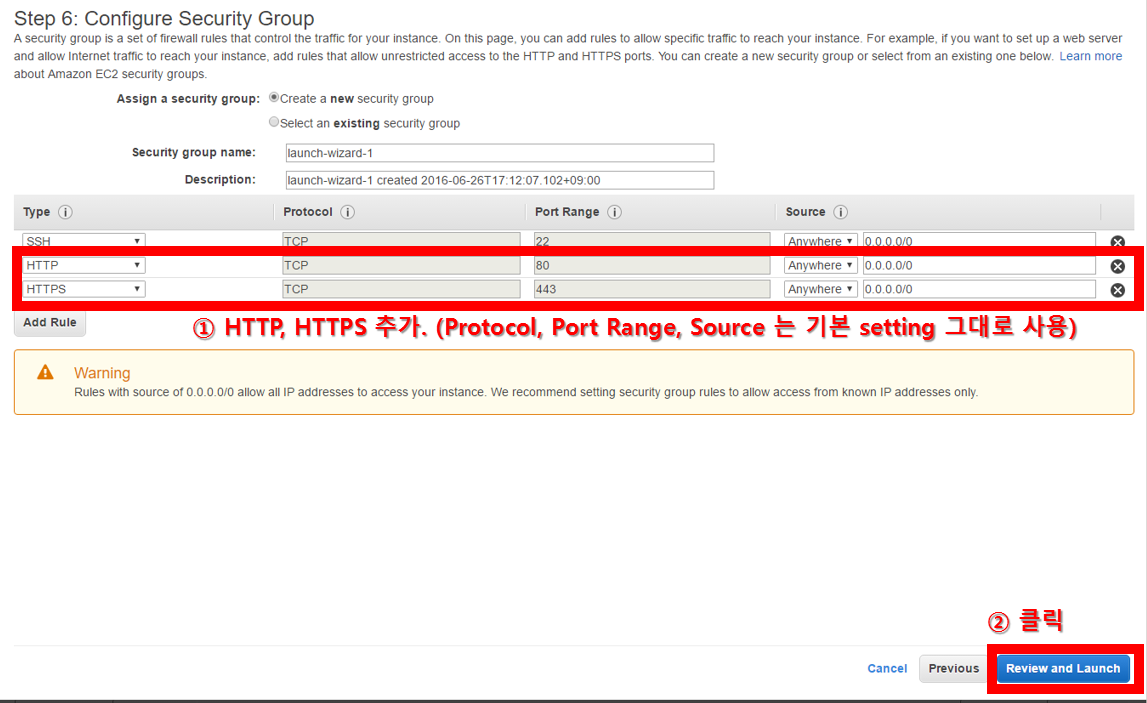 Step 6: Configure Security Group
A security group is a set of firewall rules that control the traffic for your instance. On this page, you can add rules to allow specific traffic to reach your instance. For example, if you want to set up a web server
and allow Internet traffic to reach your instance, add rules that allow unrestricted access to the HTTP and HTTPS ports. You can create a new security group or select from an existing one below. Learn more
about Amazon EC2 security groups.
Assign a security group: Create a new security group
Select an existing security group
Security group name: launch-wizard-1
Description: launch-wizard-1 created 2016-06-26T17:12:07.102+09:00
Type Protocol Port Range Source
SSH TCP 22 Anywhere 0.0.0.0/0
HTTP TCP 80 Anywhere 0.0.0.0/0
HTTPS TCP 443 Anywhere 0.0.0.0/0
Add Rule
① HTTP, HTTPS 추가. (Protocol, Port Range, Source 는 기본 setting 그대로 사용)
Warning
Rules with source of 0.0.0.0/0 allow all IP addresses to access your instance. We recommend setting security group rules to allow access from known IP addresses only.
② 클릭
Cancel Previous Review and Launch